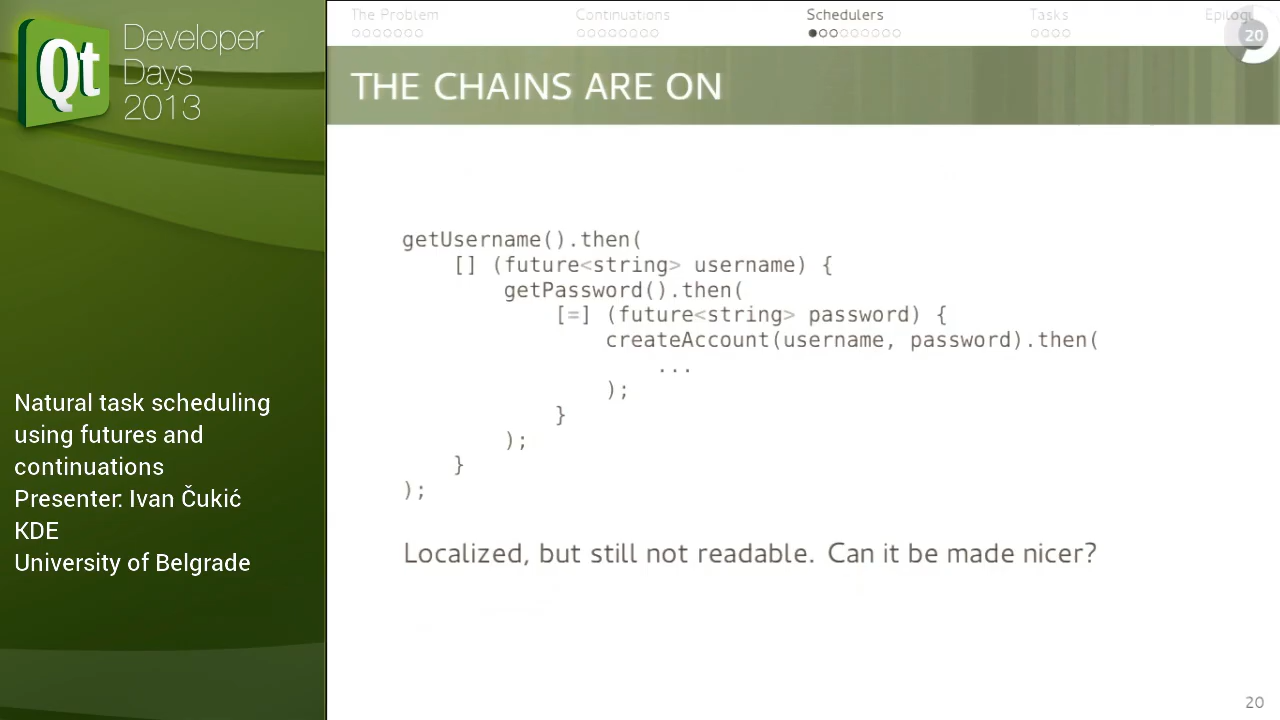 Qt
Developer
Days
2013
The Problem
Continuations
Schedulers
Tasks
Epilogue
20
THE CHAINS ARE ON
getUsername().then(
    [] (future<string> username) {
        getPassword().then(
            [=] (future<string> password) {
                createAccount(username, password).then(
                    ...
                );
            }
        );
    }
);
Localized, but still not readable. Can it be made nicer?
Natural task scheduling
using futures and
continuations
Presenter: Ivan Čukić
KDE
University of Belgrade
20